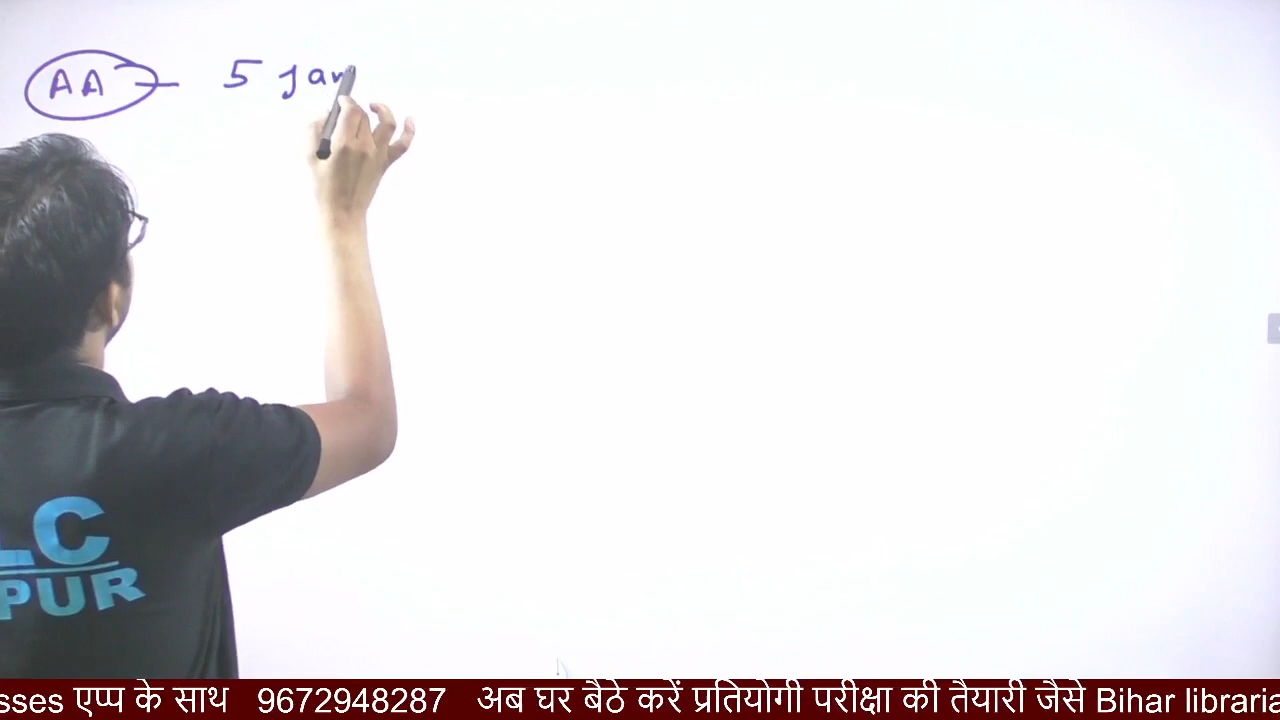 AA - 5 Jan
LC
PUR
sses एप्प के साथ 9672948287 अब घर बैठे करें प्रतियोगी परीक्षा की तैयारी जैसे Bihar libraria